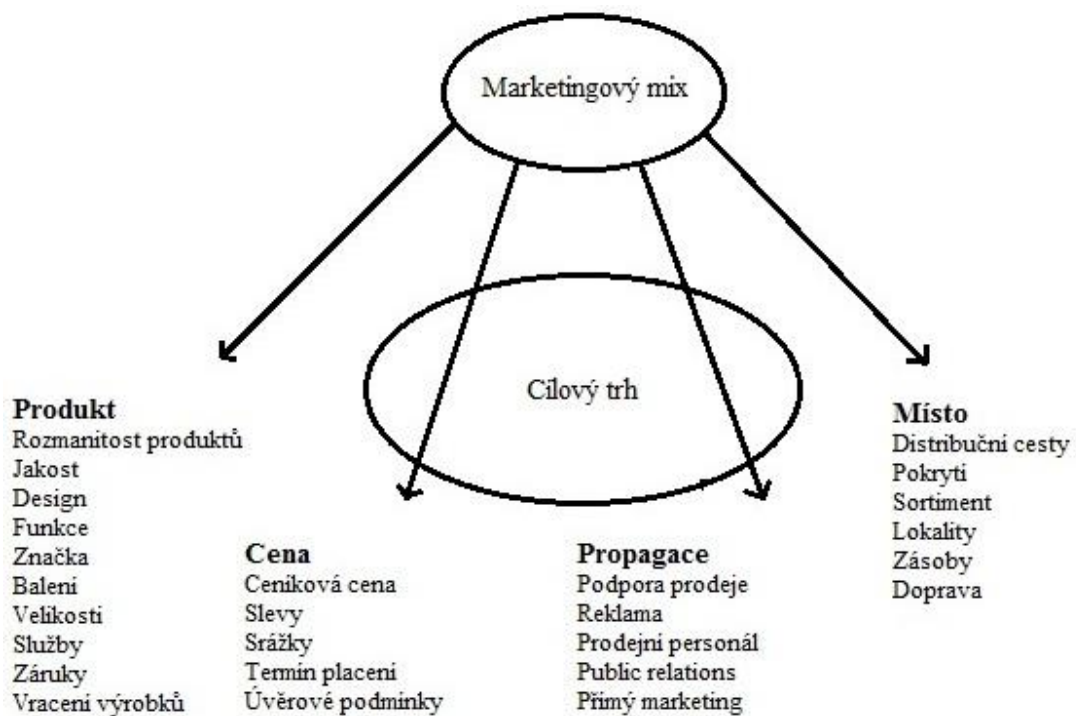 Marketingový mix
Cílový trh
Produkt
Rozmanitost produktů
Jakost
Design
Funkce
Značka
Balení
Velikosti
Služby
Záruky
Vracení výrobků
Cena
Ceníková cena
Slevy
Srážky
Termín placení
Úvěrové podmínky
Propagace
Podpora prodeje
Reklama
Prodejní personál
Public relations
Přímý marketing
Místo
Distribuční cesty
Pokrytí
Sortiment
Lokality
Zásoby
Doprava